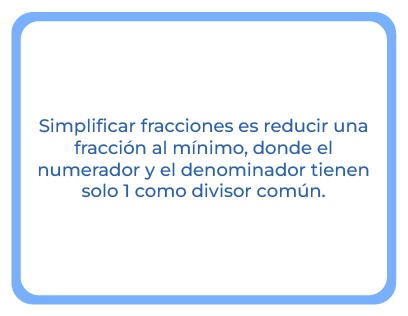 Simplificar fracciones es reducir una
fracción al mínimo, donde el
numerador y el denominador tienen
solo 1 como divisor común.